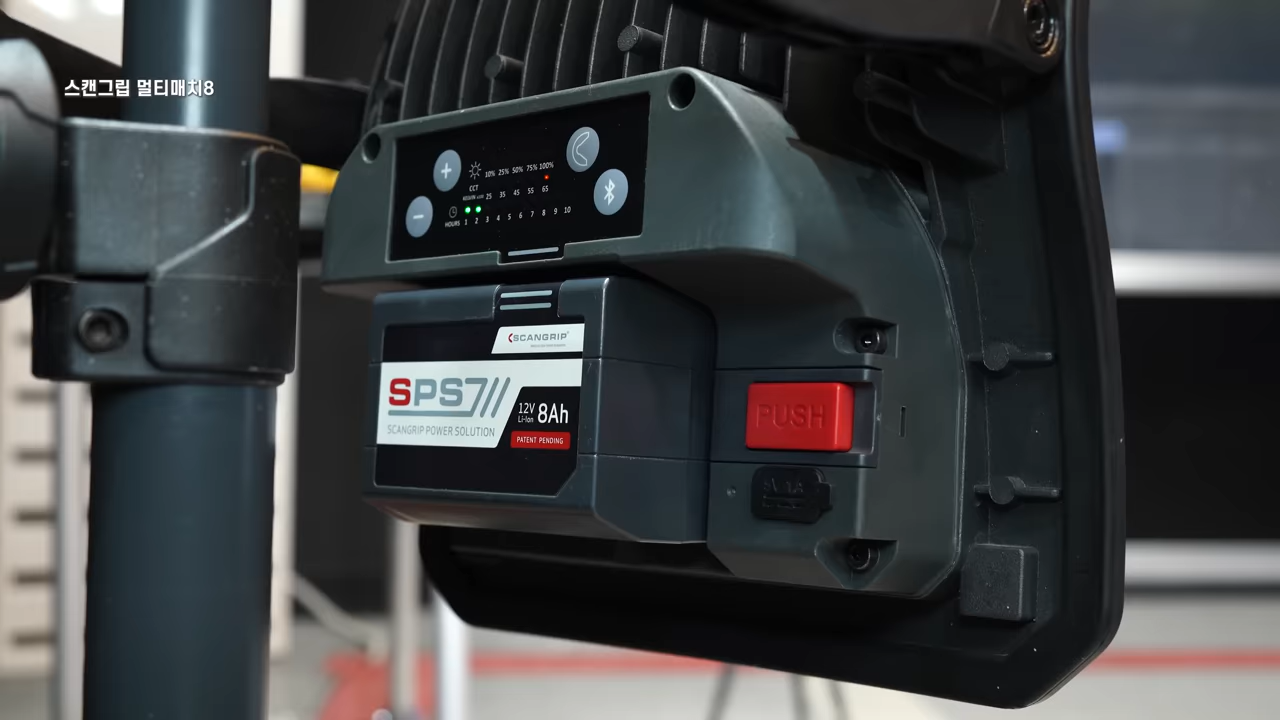 스캔그립 멀티매치8
10% 25% 50% 75% 100%
CCT
25 35 45 55 65
HOURS 1 2 3 4 5 6 7 8 9 10
SCANGRIP
SPS
SCANGRIP POWER SOLUTION
12V
Li-Ion
8Ah
PATENT PENDING
PUSH